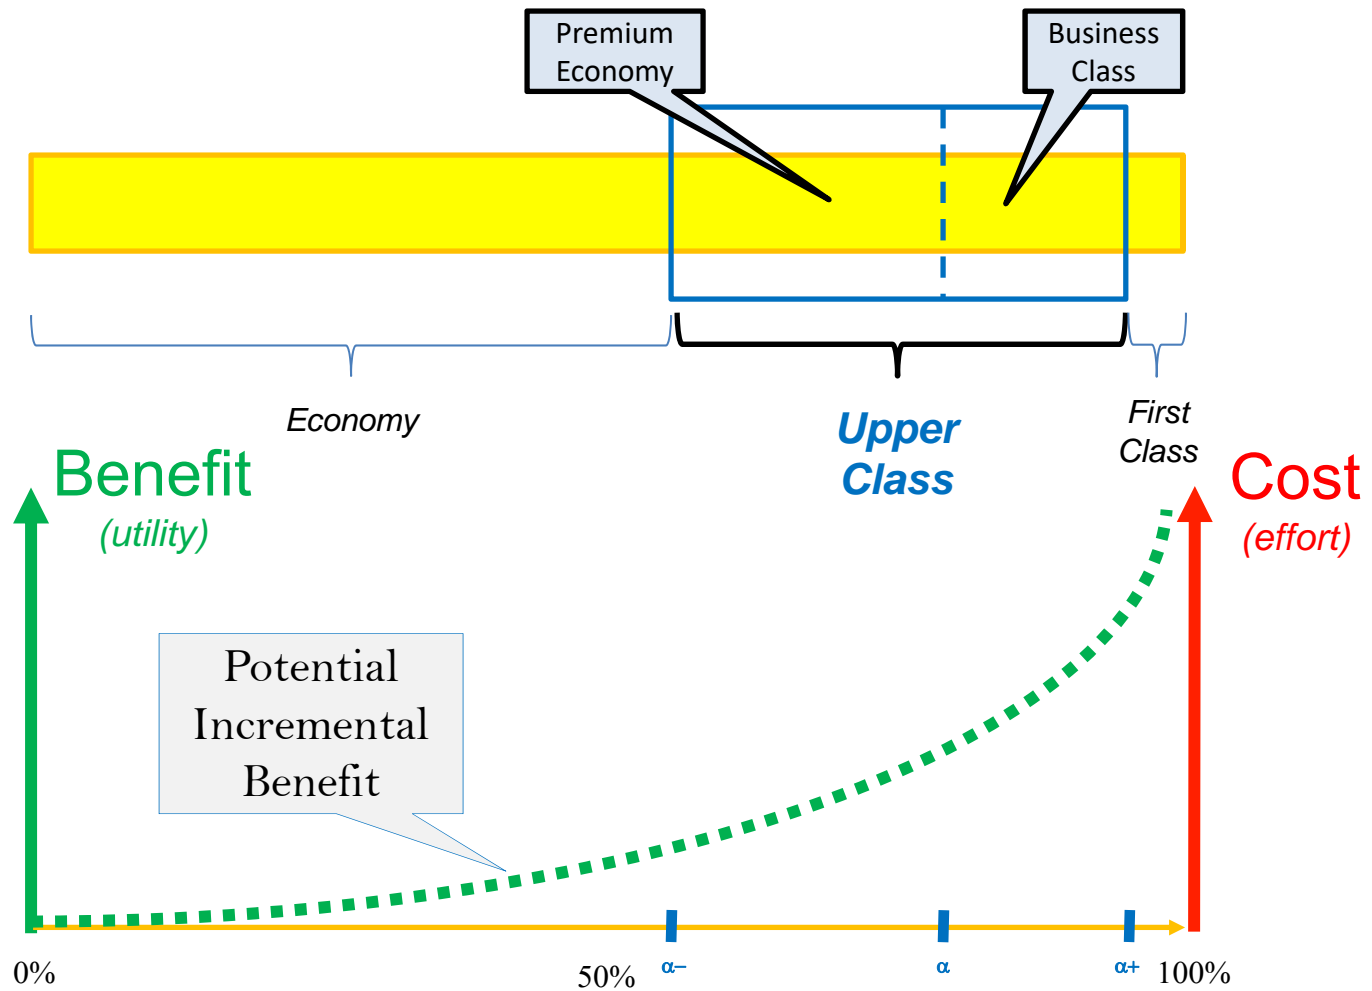 Premium
Economy
Business
Class
Economy
Upper
Class
First
Class
Benefit
(utility)
Cost
(effort)
Potential
Incremental
Benefit
0%
50%
α−
α
α+
100%